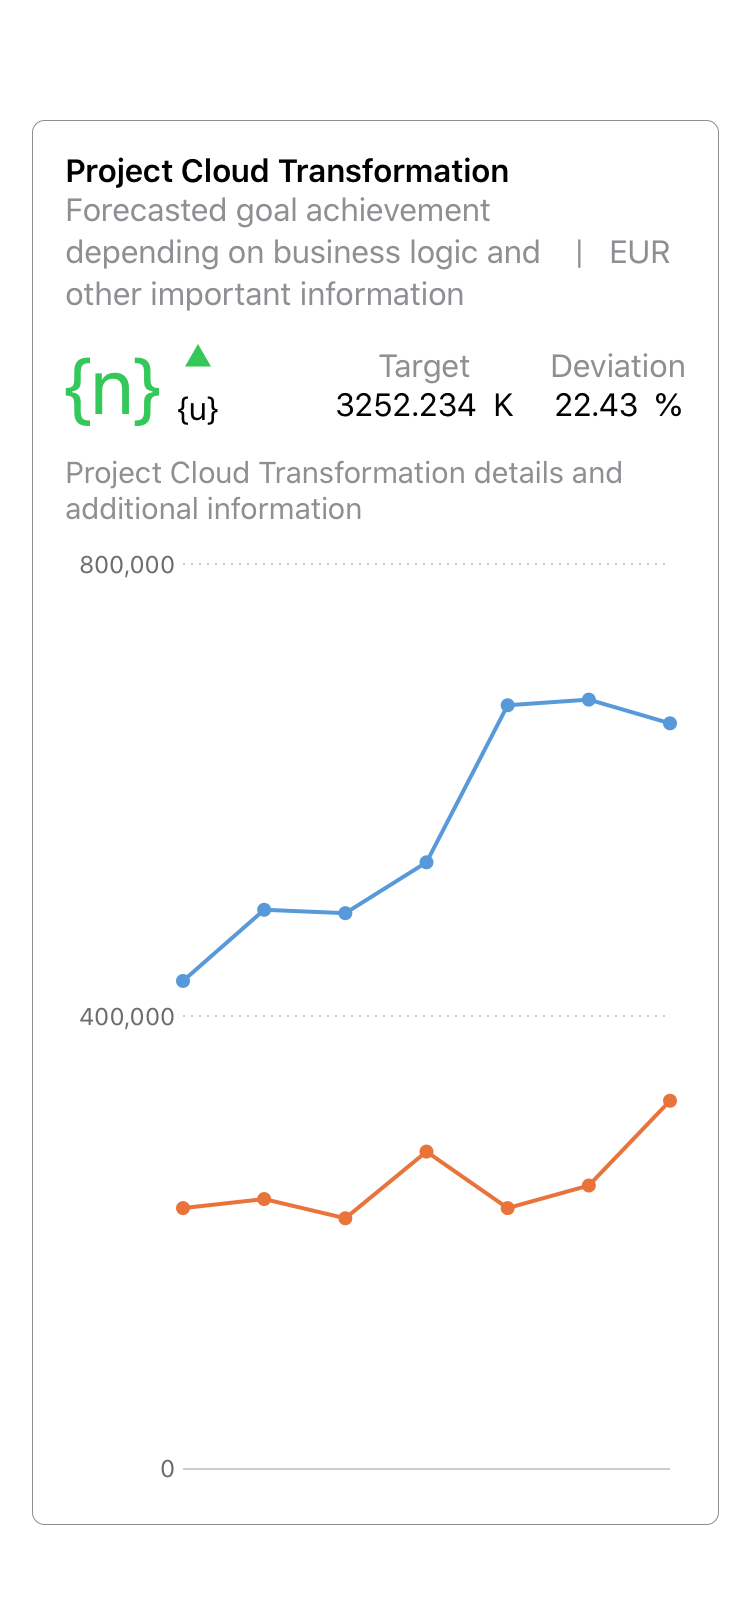 Project Cloud Transformation
Forecasted goal achievement
depending on business logic and | EUR
other important information
{n} ▲ {u}
Target Deviation
3252.234 K 22.43 %
Project Cloud Transformation details and
additional information
800,000
400,000
0